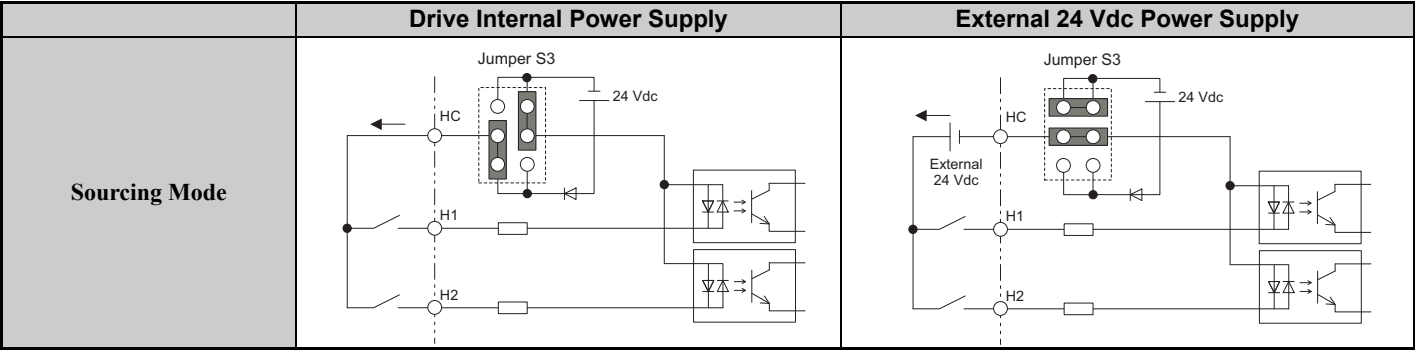 Drive Internal Power Supply
External 24 Vdc Power Supply
Sourcing Mode
Jumper S3
24 Vdc
HC
H1
H2
Jumper S3
24 Vdc
HC
External
24 Vdc
H1
H2